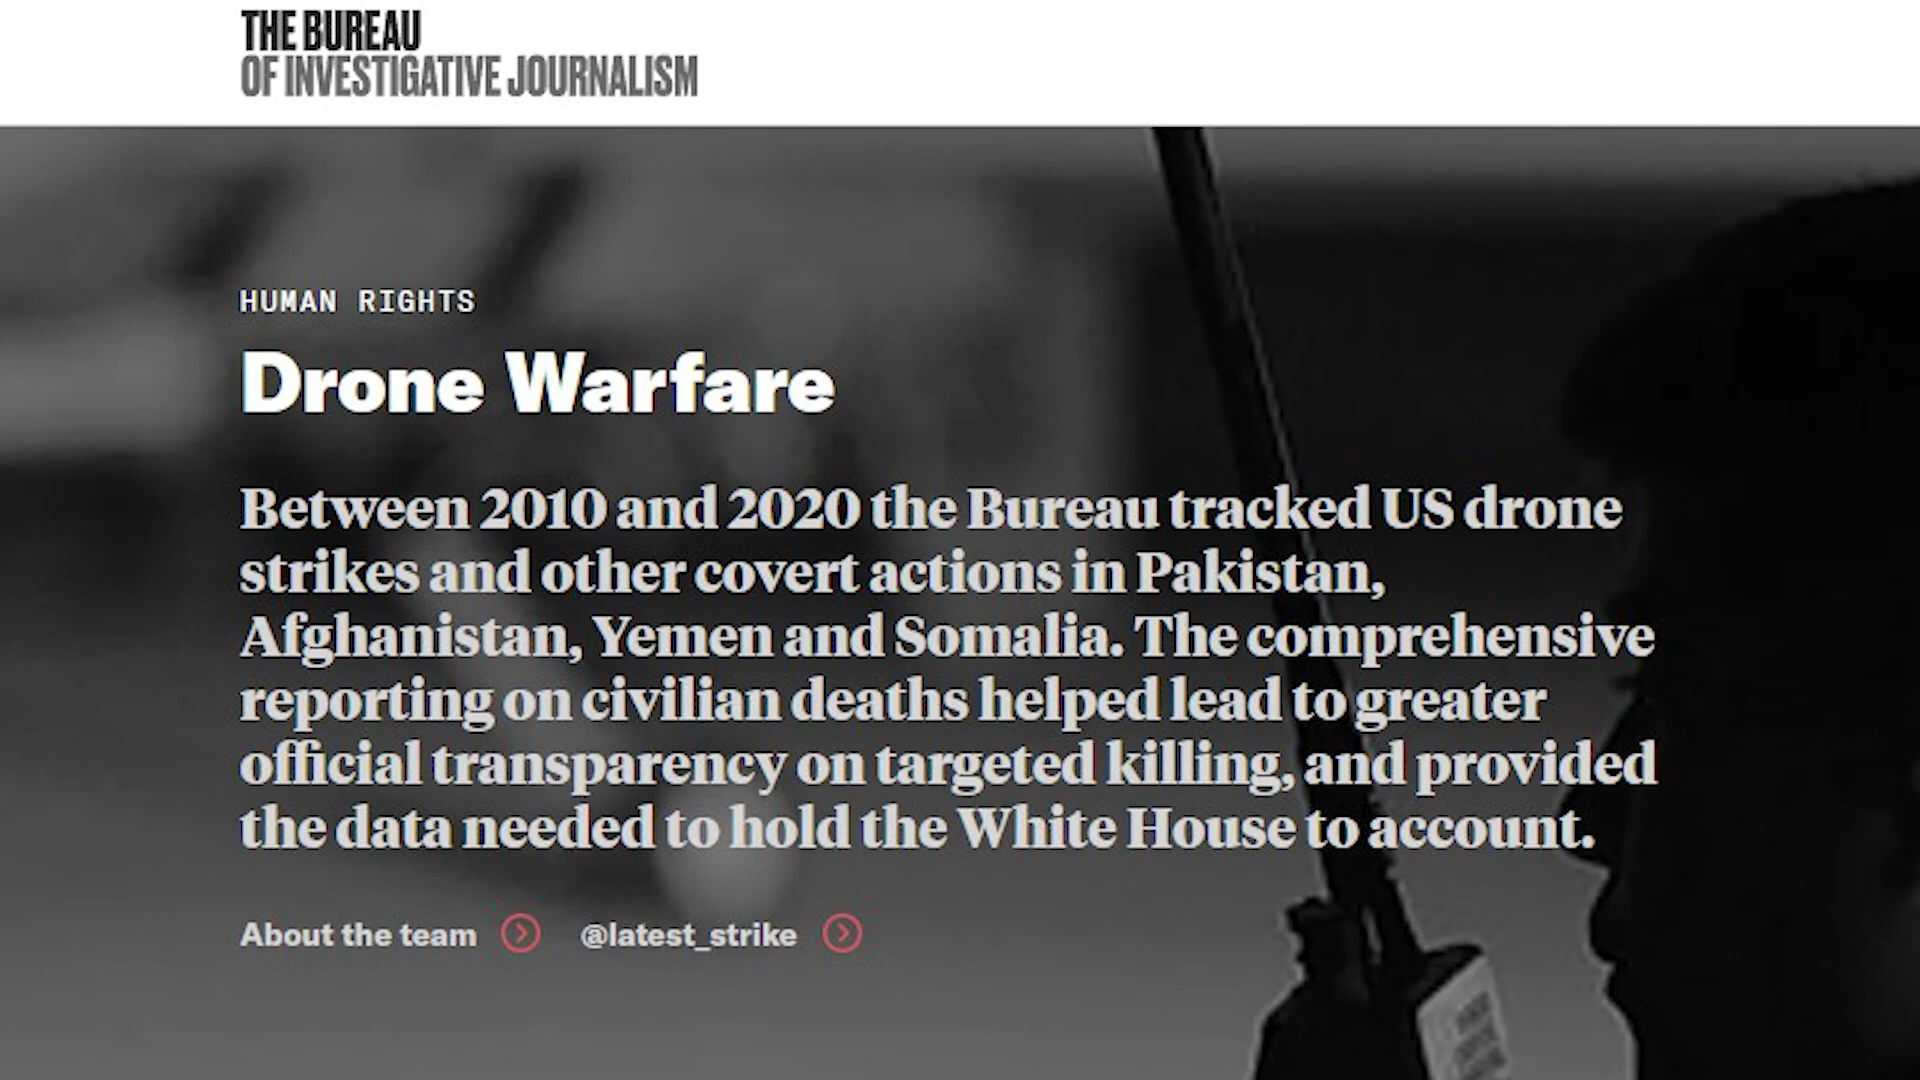 THE BUREAU
OF INVESTIGATIVE JOURNALISM
HUMAN RIGHTS
Drone Warfare
Between 2010 and 2020 the Bureau tracked US drone
strikes and other covert actions in Pakistan,
Afghanistan, Yemen and Somalia. The comprehensive
reporting on civilian deaths helped lead to greater
official transparency on targeted killing, and provided
the data needed to hold the White House to account.
About the team @latest_strike